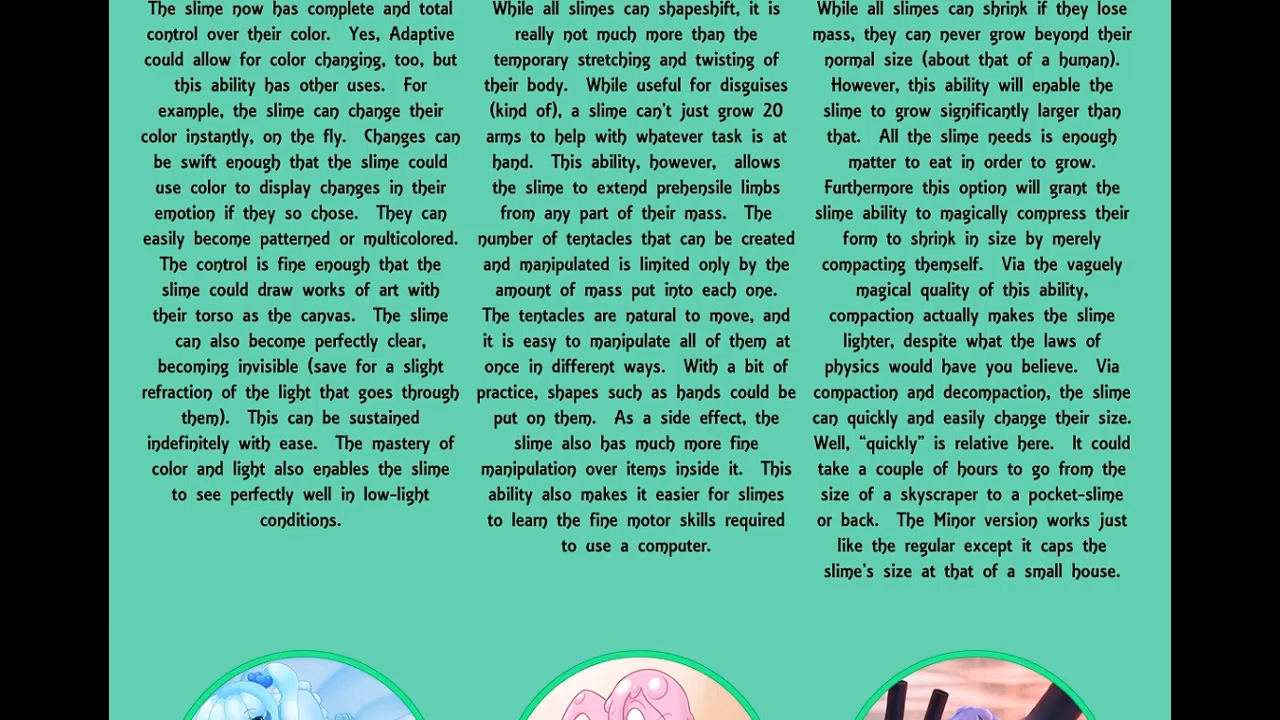 The slime now has complete and total
control over their color. Yes, Adaptive
could allow for color changing, too, but
this ability has other uses. For
example, the slime can change their
color instantly, on the fly. Changes can
be swift enough that the slime could
use color to display changes in their
emotion if they so chose. They can
easily become patterned or multicolored.
The control is fine enough that the
slime could draw works of art with
their torso as the canvas. The slime
can also become perfectly clear,
becoming invisible (save for a slight
refraction of the light that goes through
them). This can be sustained
indefinitely with ease. The mastery of
color and light also enables the slime
to see perfectly well in low-light
conditions.
While all slimes can shapeshift, it is
really not much more than the
temporary stretching and twisting of
their body. While useful for disguises
(kind of), a slime can't just grow 20
arms to help with whatever task is at
hand. This ability, however, allows
the slime to extend prehensile limbs
from any part of their mass. The
number of tentacles that can be created
and manipulated is limited only by the
amount of mass put into each one.
The tentacles are natural to move, and
it is easy to manipulate all of them at
once in different ways. With a bit of
practice, shapes such as hands could be
put on them. As a side effect, the
slime also has much more fine
manipulation over items inside it. This
ability also makes it easier for slimes
to learn the fine motor skills required
to use a computer.
While all slimes can shrink if they lose
mass, they can never grow beyond their
normal size (about that of a human).
However, this ability will enable the
slime to grow significantly larger than
that. All the slime needs is enough
matter to eat in order to grow.
Furthermore this option will grant the
slime ability to magically compress their
form to shrink in size by merely
compacting themself. Via the vaguely
magical quality of this ability,
compaction actually makes the slime
lighter, despite what the laws of
physics would have you believe. Via
compaction and decompaction, the slime
can quickly and easily change their size.
Well, “quickly” is relative here. It could
take a couple of hours to go from the
size of a skyscraper to a pocket-slime
or back. The Minor version works just
like the regular except it caps the
slime's size at that of a small house.